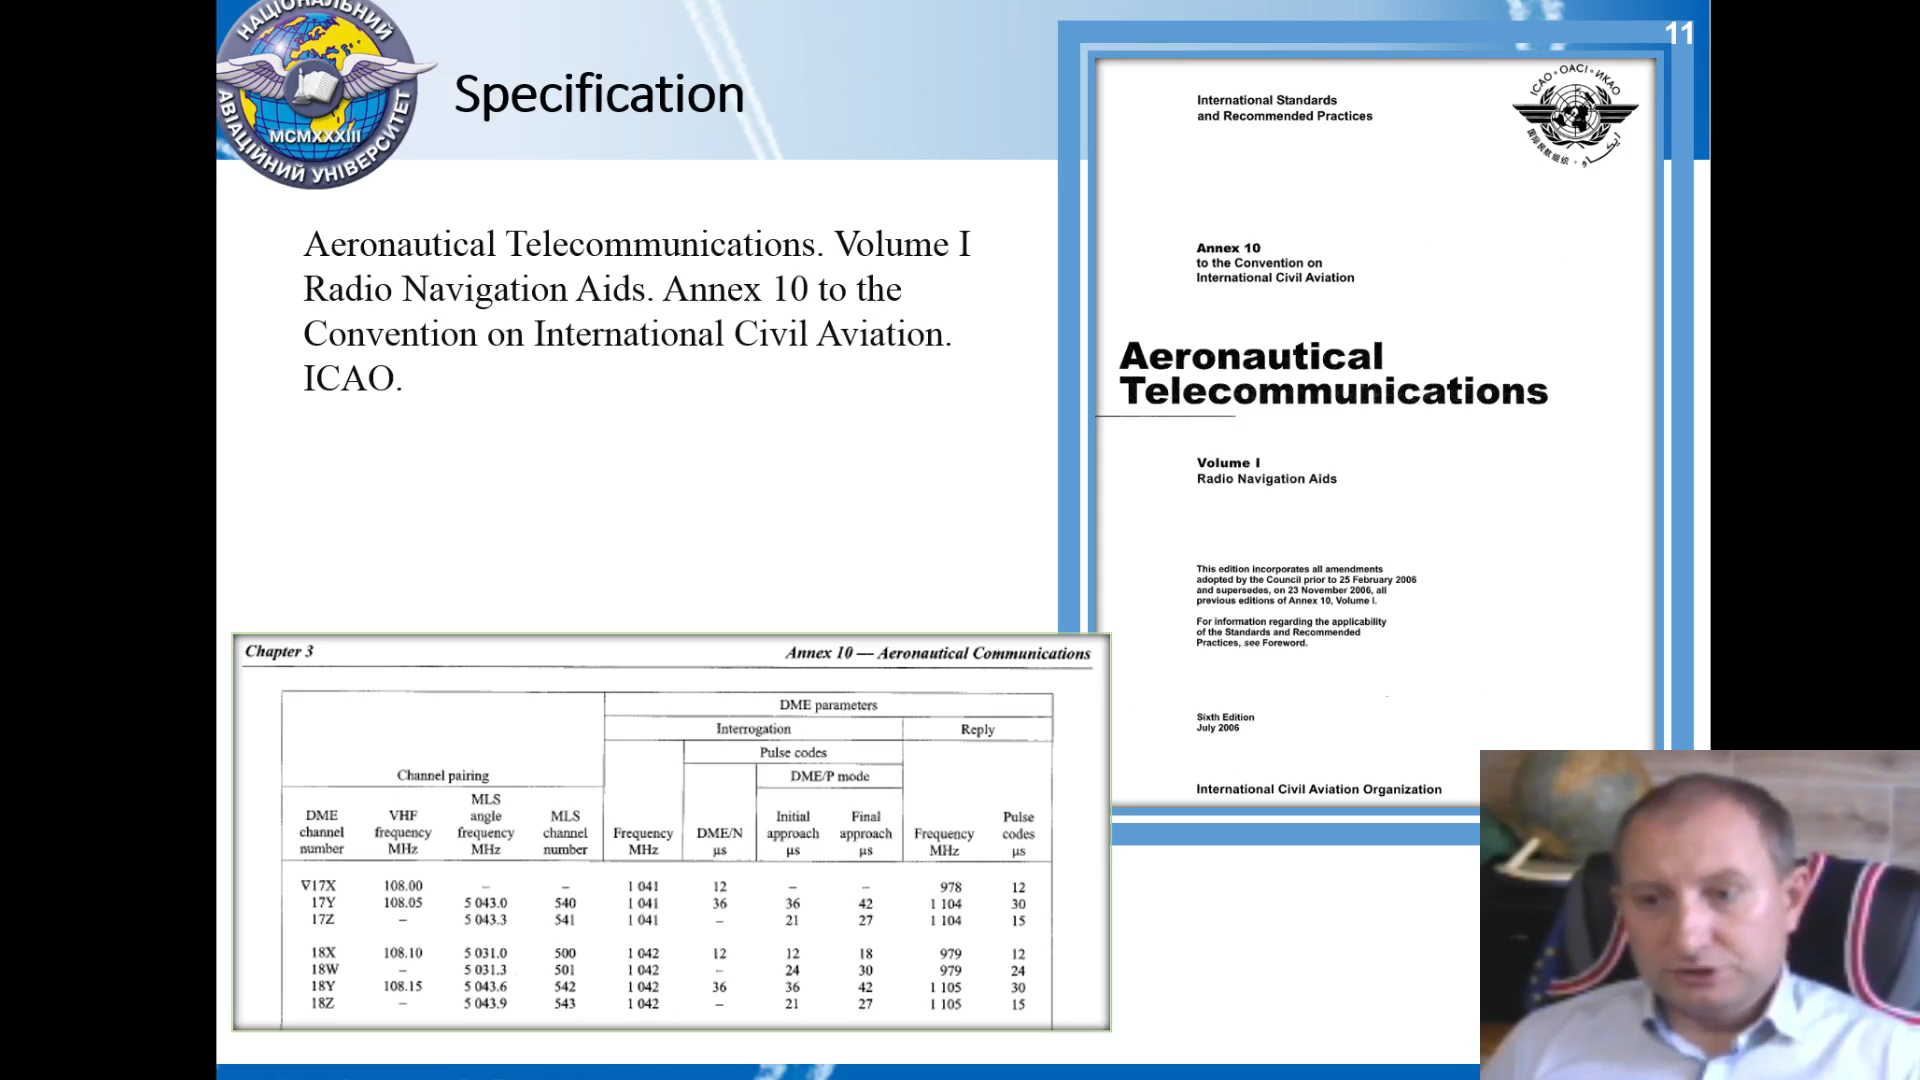 НАЦІОНАЛЬНИЙ
АВІАЦІЙНИЙ УНІВЕРСИТЕТ
MCMXXXIII
Specification
11
Aeronautical Telecommunications. Volume I
Radio Navigation Aids. Annex 10 to the
Convention on International Civil Aviation.
ICAO.
International Standards
and Recommended Practices
ICAO · OACI · ИКАО
国际民航组织
Annex 10
to the Convention on
International Civil Aviation
Aeronautical
Telecommunications
Volume I
Radio Navigation Aids
This edition incorporates all amendments
adopted by the Council prior to 25 February 2006
and supersedes, on 23 November 2006, all
previous editions of Annex 10, Volume I.
For information regarding the applicability
of the Standards and Recommended
Practices, see Foreword.
Sixth Edition
July 2006
International Civil Aviation Organization
Chapter 3 Annex 10 — Aeronautical Communications
DME parameters
Interrogation Reply
Pulse codes
Channel pairing DME/P mode
DME channel number VHF frequency MHz MLS angle frequency MHz MLS channel number Frequency MHz DME/N μs Initial approach μs Final approach μs Frequency MHz Pulse codes μs
∇17X 108.00 – – 1 041 12 – – 978 12
17Y 108.05 5 043.0 540 1 041 36 36 42 1 104 30
17Z – 5 043.3 541 1 041 – 21 27 1 104 15
18X 108.10 5 031.0 500 1 042 12 12 18 979 12
18W – 5 031.3 501 1 042 – 24 30 979 24
18Y 108.15 5 043.6 542 1 042 36 36 42 1 105 30
18Z – 5 043.9 543 1 042 – 21 27 1 105 15